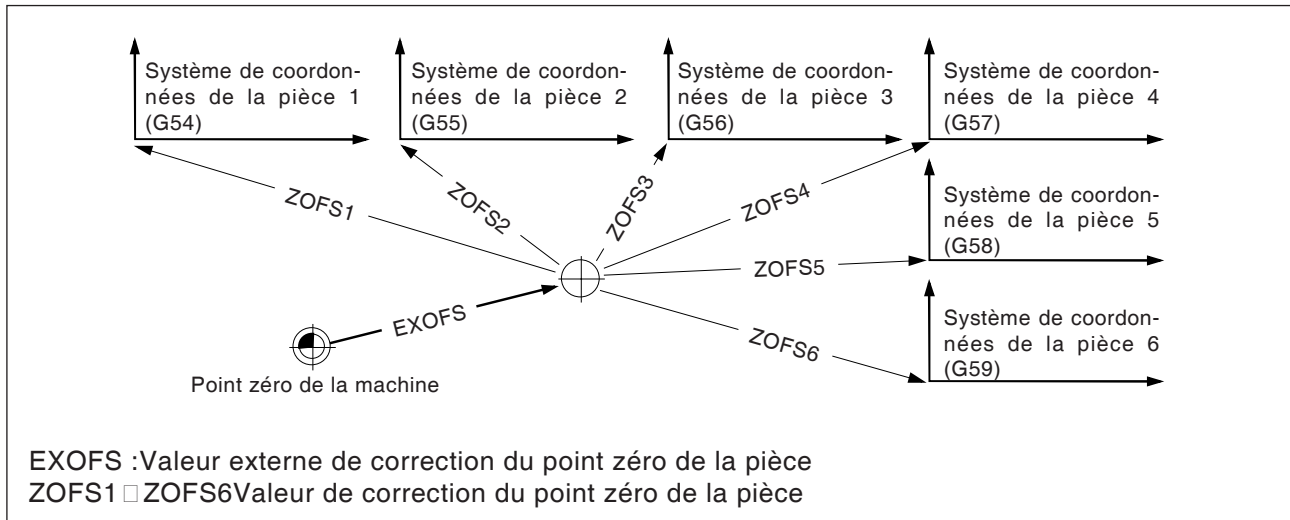 Système de coordon-
nées de la pièce 1
(G54)
Système de coordon-
nées de la pièce 2
(G55)
Système de coordon-
nées de la pièce 3
(G56)
Système de coordon-
nées de la pièce 4
(G57)
ZOFS1
ZOFS2
ZOFS3
ZOFS4
Système de coordon-
nées de la pièce 5
(G58)
ZOFS5
EXOFS
ZOFS6
Système de coordon-
nées de la pièce 6
(G59)
Point zéro de la machine
EXOFS :Valeur externe de correction du point zéro de la pièce
ZOFS1 □ ZOFS6Valeur de correction du point zéro de la pièce